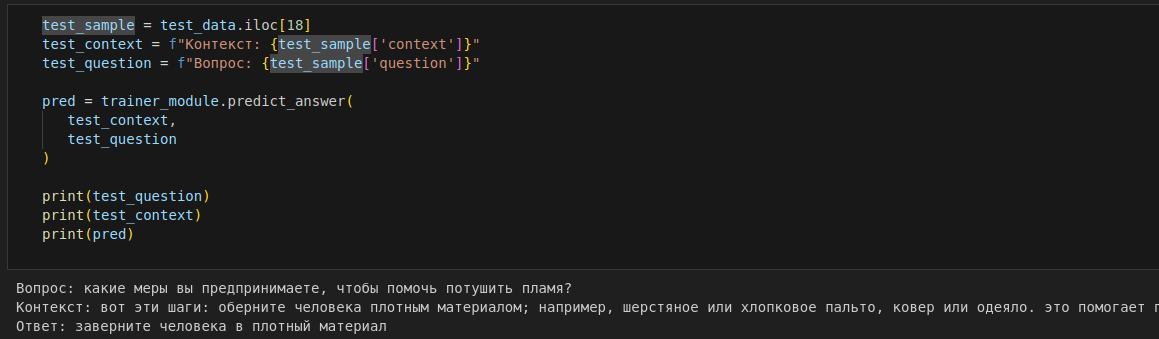 test_sample = test_data.iloc[18]
test_context = f"Контекст: {test_sample['context']}"
test_question = f"Вопрос: {test_sample['question']}"
pred = trainer_module.predict_answer(
test_context,
test_question
)
print(test_question)
print(test_context)
print(pred)
Вопрос: какие меры вы предпринимаете, чтобы помочь потушить пламя?
Контекст: вот эти шаги: оберните человека плотным материалом; например, шерстяное или хлопковое пальто, ковер или одеяло. это помогает
Ответ: заверните человека в плотный материал